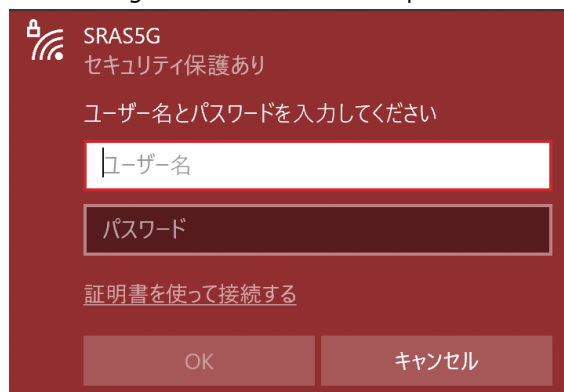 SRAS5G
セキュリティ保護あり
ユーザー名とパスワードを入力してください
ユーザー名
パスワード
証明書を使って接続する
OK
キャンセル